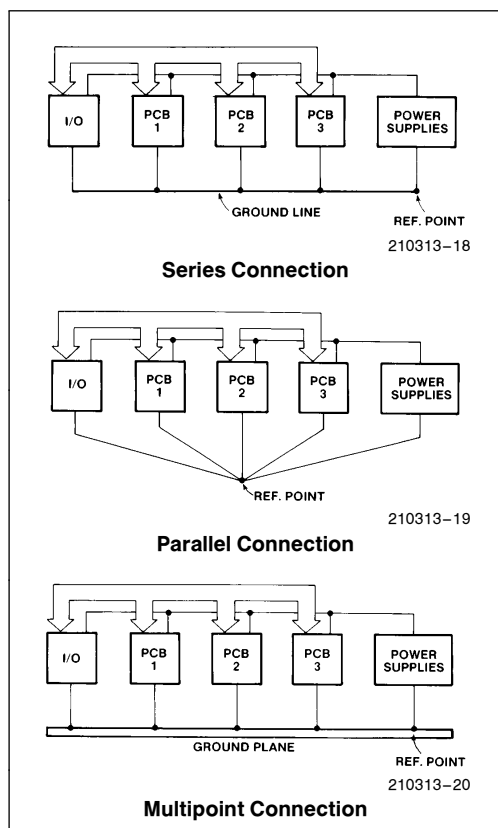 I/O
PCB
1
PCB
2
PCB
3
POWER
SUPPLIES
GROUND LINE
REF. POINT
210313–18
Series Connection
I/O
PCB
1
PCB
2
PCB
3
POWER
SUPPLIES
REF. POINT
210313–19
Parallel Connection
I/O
PCB
1
PCB
2
PCB
3
POWER
SUPPLIES
GROUND PLANE
REF. POINT
210313–20
Multipoint Connection